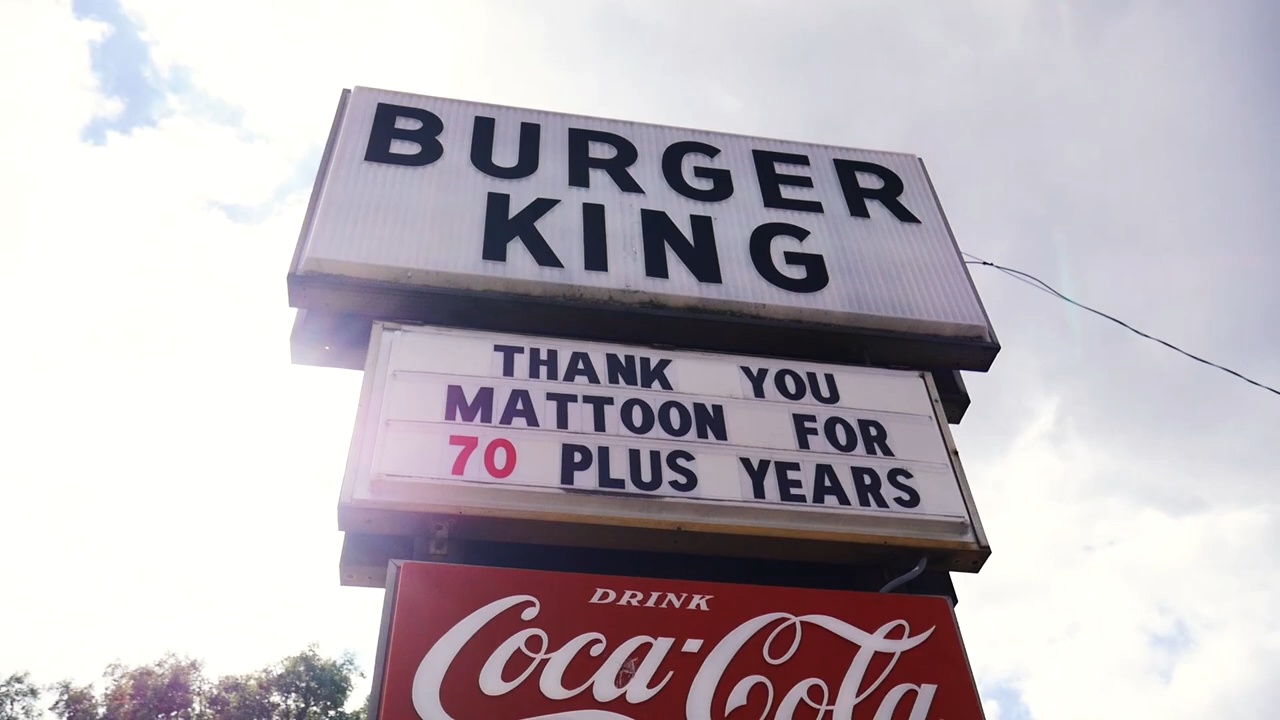 BURGER
KING
THANK YOU
MATTOON FOR
70 PLUS YEARS
DRINK
Coca-Cola